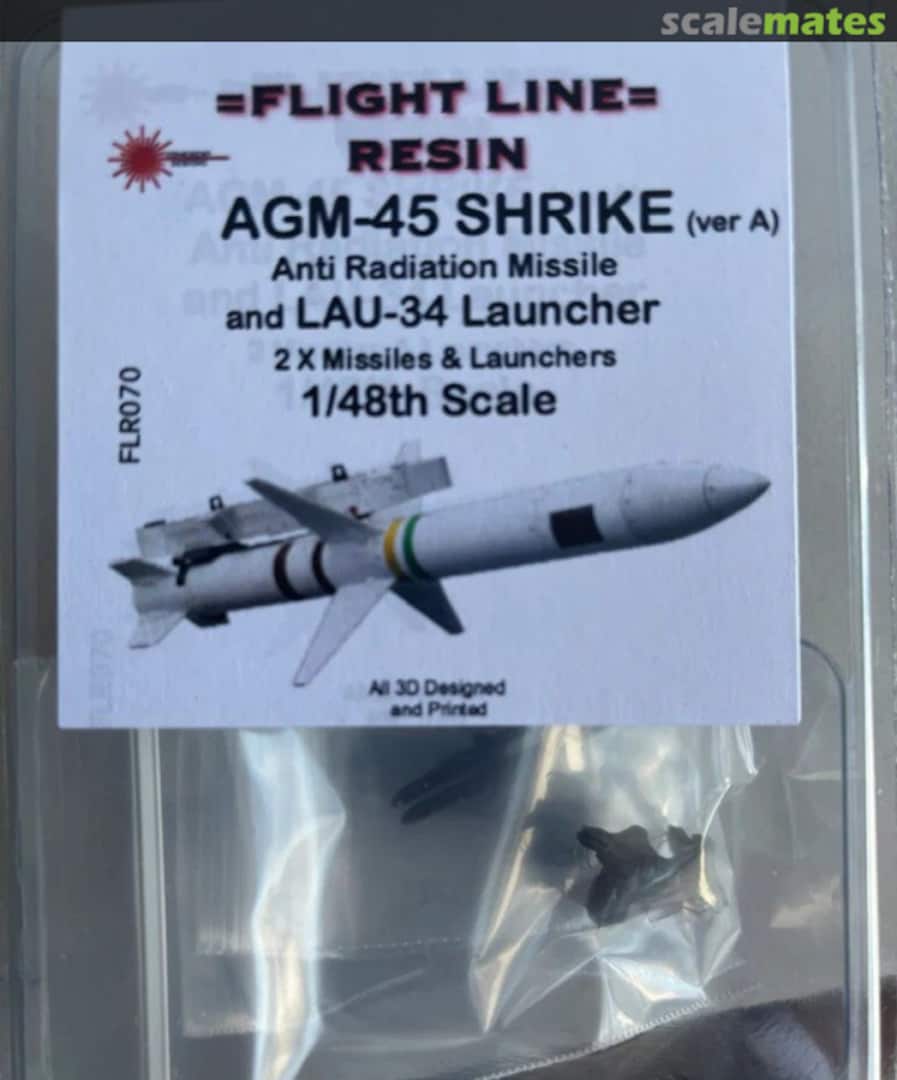 scalemates
=FLIGHT LINE=
RESIN
AGM-45 SHRIKE (ver A)
Anti Radiation Missile
and LAU-34 Launcher
2 X Missiles & Launchers
1/48th Scale
FLR070
All 3D Designed
and Printed